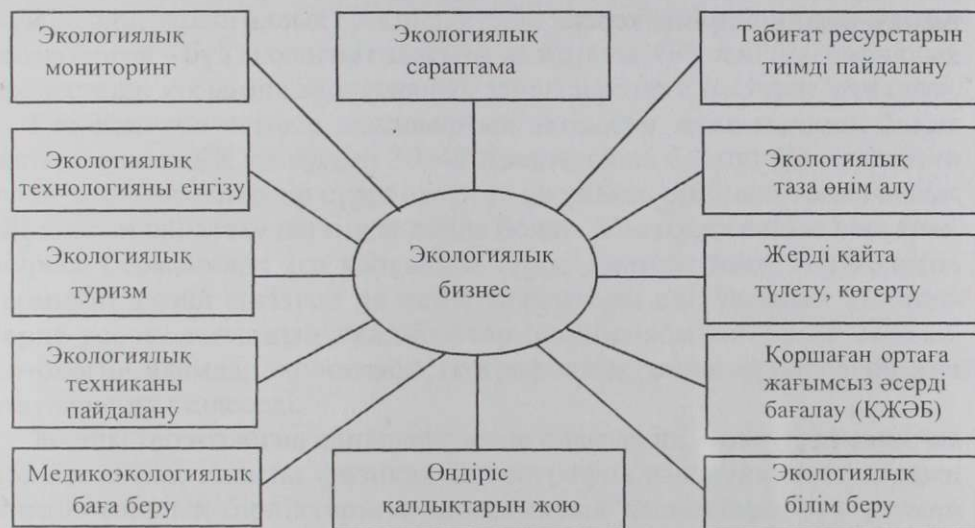 Экологиялық
мониторинг
Экологиялық
сараптама
Табиғат ресурстарын
тиімді пайдалану
Экологиялық
технологияны енгізу
Экологиялық
таза өнім алу
Экологиялық
туризм
Экологиялық
бизнес
Жерді қайта
түлету, көгерту
Экологиялық
техниканы
пайдалану
Қоршаған ортаға
жағымсыз әсерді
бағалау (ҚЖӘБ)
Медикоэкологиялық
баға беру
Өндіріс
қалдықтарын жою
Экологиялық
білім беру